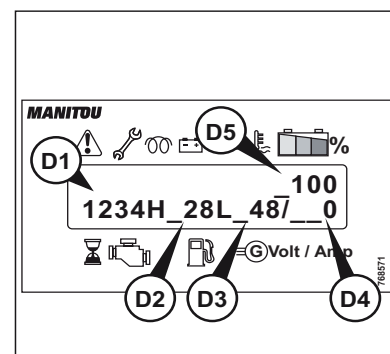 MANITOU
D5
%
D1
_100
1234H_28L_48/__0
G Volt / Amp
D2
D3
D4
768571